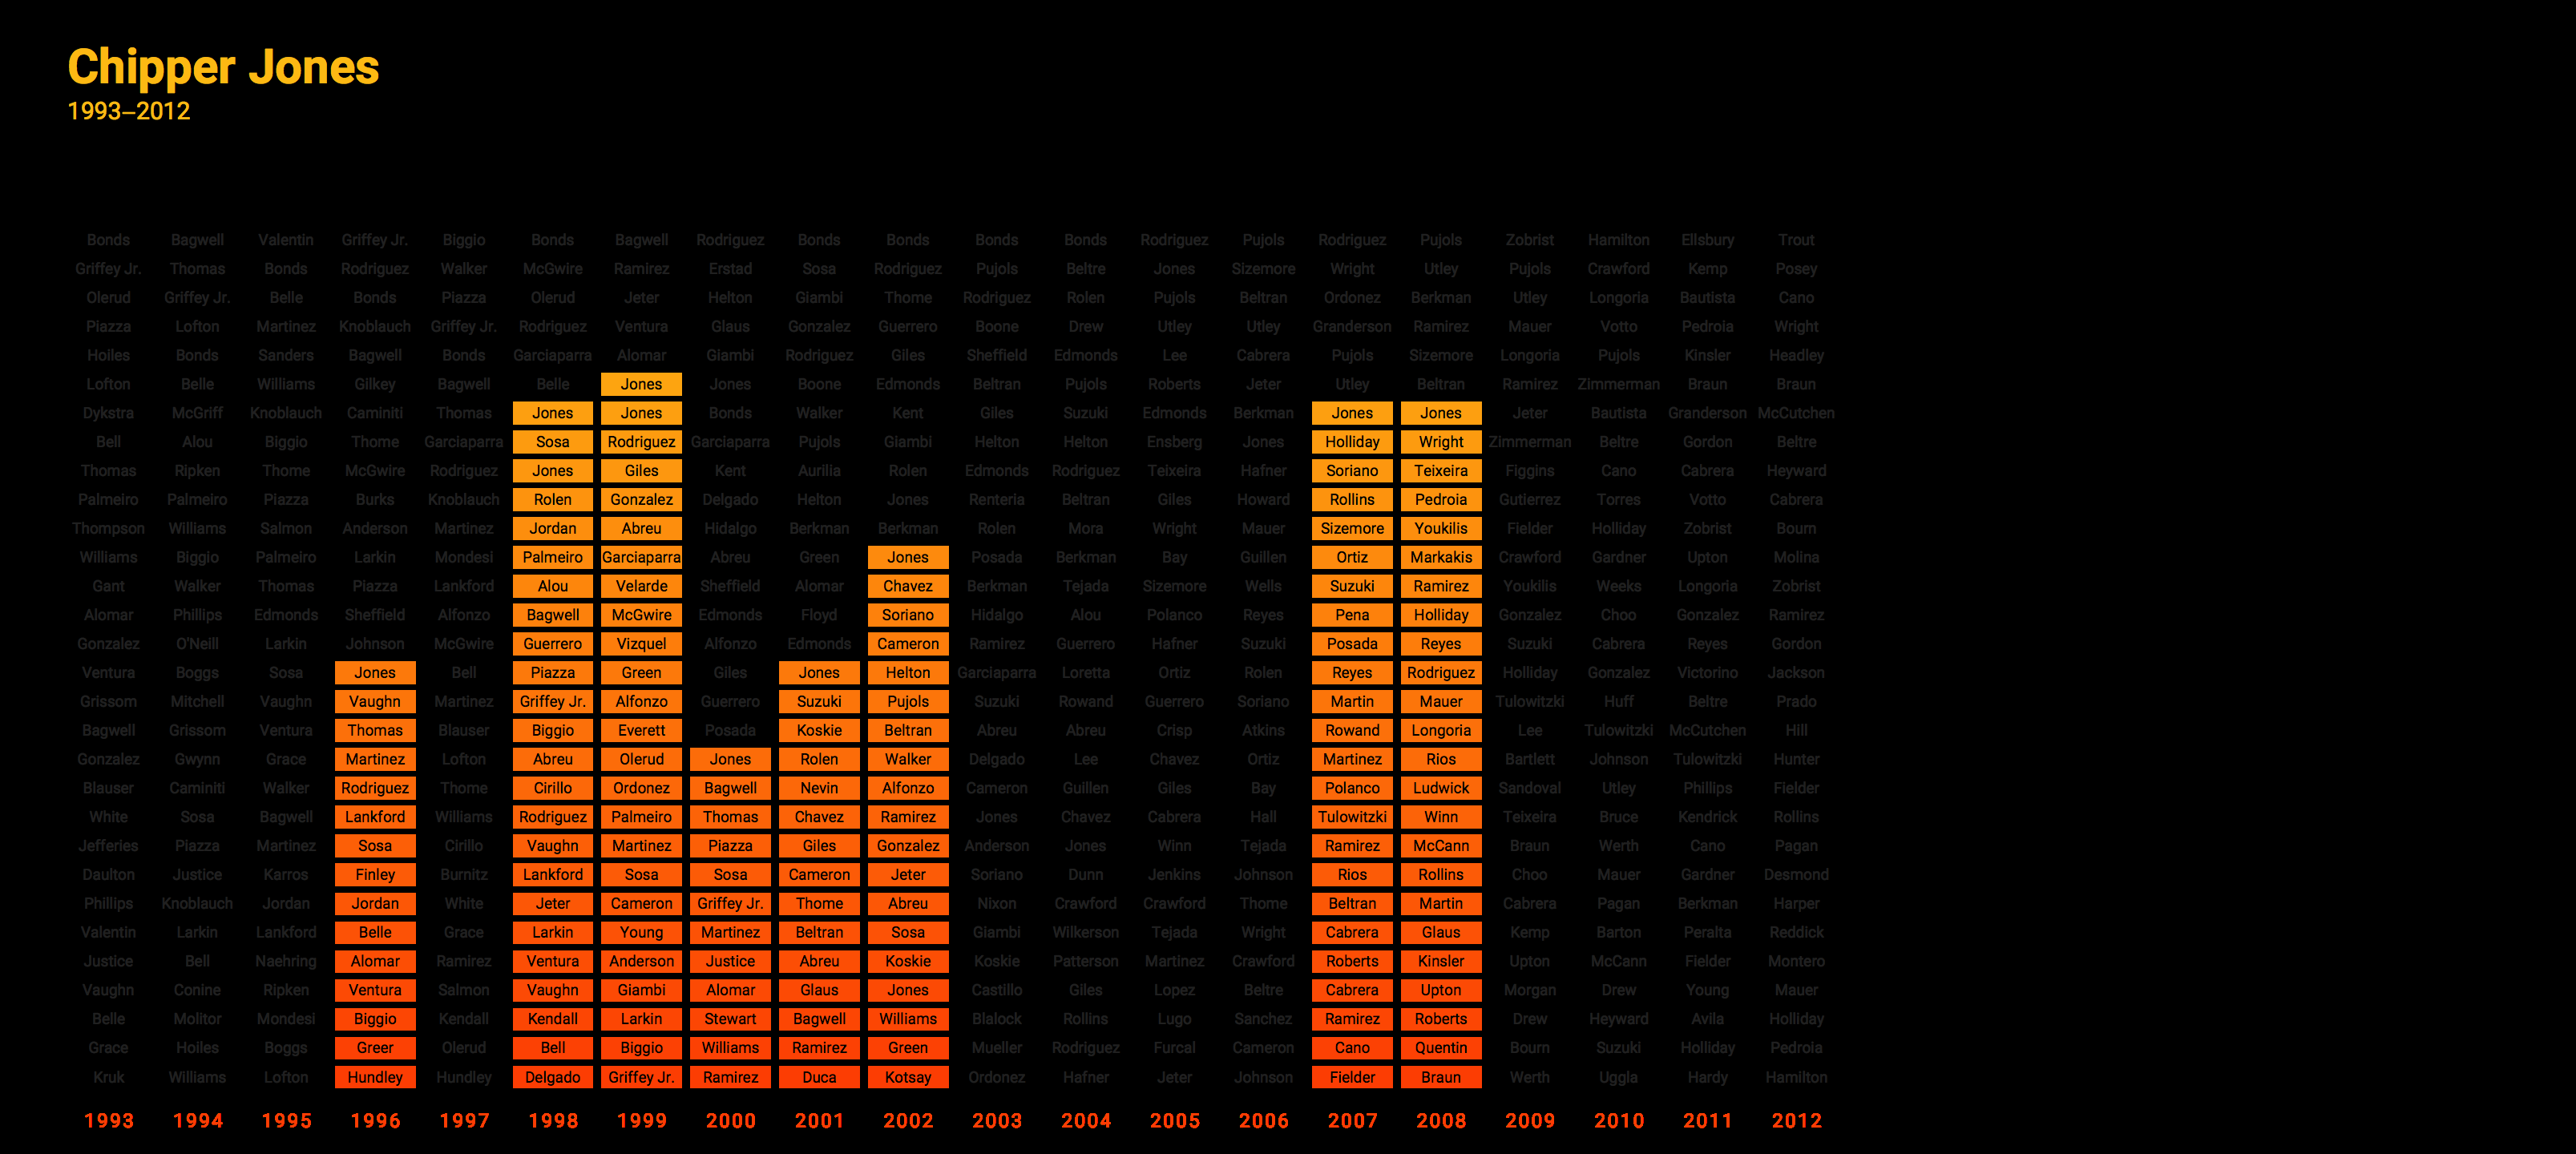 Chipper Jones
1993–2012
Bonds Bagwell Valentin Griffey Jr. Biggio Bonds Bagwell Rodriguez Bonds Bonds Bonds Bonds Rodriguez Pujols Rodriguez Pujols Zobrist Hamilton Ellsbury Trout
Griffey Jr. Thomas Bonds Rodriguez Walker McGwire Ramirez Erstad Sosa Rodriguez Pujols Beltre Jones Sizemore Wright Utley Pujols Crawford Kemp Posey
Olerud Griffey Jr. Belle Bonds Piazza Olerud Jeter Helton Giambi Thome Rodriguez Rolen Pujols Beltran Ordonez Berkman Utley Longoria Bautista Cano
Piazza Lofton Martinez Knoblauch Griffey Jr. Rodriguez Ventura Glaus Gonzalez Guerrero Boone Drew Utley Utley Granderson Ramirez Mauer Votto Pedroia Wright
Hoiles Bonds Sanders Bagwell Bonds Garciaparra Alomar Giambi Rodriguez Giles Sheffield Edmonds Lee Cabrera Pujols Sizemore Longoria Pujols Kinsler Headley
Lofton Belle Williams Gilkey Bagwell Belle Jones Jones Boone Edmonds Beltran Pujols Roberts Jeter Utley Beltran Ramirez Zimmerman Braun Braun
Dykstra McGriff Knoblauch Caminiti Thomas Jones Jones Bonds Walker Kent Giles Suzuki Edmonds Berkman Jones Jones Jeter Bautista Granderson McCutchen
Bell Alou Biggio Thome Garciaparra Sosa Rodriguez Garciaparra Pujols Giambi Helton Helton Ensberg Jones Holliday Wright Zimmerman Beltre Gordon Beltre
Thomas Ripken Thome McGwire Rodriguez Jones Giles Kent Aurilia Rolen Edmonds Rodriguez Teixeira Hafner Soriano Teixeira Figgins Cano Cabrera Heyward
Palmeiro Palmeiro Piazza Burks Knoblauch Rolen Gonzalez Delgado Helton Jones Renteria Beltran Giles Howard Rollins Pedroia Gutierrez Torres Votto Cabrera
Thompson Williams Salmon Anderson Martinez Jordan Abreu Hidalgo Berkman Berkman Rolen Mora Wright Mauer Sizemore Youkilis Fielder Holliday Zobrist Bourn
Williams Biggio Palmeiro Larkin Mondesi Palmeiro Garciaparra Abreu Green Jones Posada Berkman Bay Guillen Ortiz Markakis Crawford Gardner Upton Molina
Gant Walker Thomas Piazza Lankford Alou Velarde Sheffield Alomar Chavez Berkman Tejada Sizemore Wells Suzuki Ramirez Youkilis Weeks Longoria Zobrist
Alomar Phillips Edmonds Sheffield Alfonzo Bagwell McGwire Edmonds Floyd Soriano Hidalgo Alou Polanco Reyes Pena Holliday Gonzalez Choo Gonzalez Ramirez
Gonzalez O'Neill Larkin Johnson McGwire Guerrero Vizquel Alfonzo Edmonds Cameron Ramirez Guerrero Hafner Suzuki Posada Reyes Suzuki Cabrera Reyes Gordon
Ventura Boggs Sosa Jones Bell Piazza Green Giles Jones Helton Garciaparra Loretta Ortiz Rolen Reyes Rodriguez Holliday Gonzalez Victorino Jackson
Grissom Mitchell Vaughn Vaughn Martinez Griffey Jr. Alfonzo Guerrero Suzuki Pujols Suzuki Rowand Guerrero Soriano Martin Mauer Tulowitzki Huff Beltre Prado
Bagwell Grissom Ventura Thomas Blauser Biggio Everett Posada Koskie Beltran Abreu Abreu Crisp Atkins Rowand Longoria Lee Tulowitzki McCutchen Hill
Gonzalez Gwynn Grace Martinez Lofton Abreu Olerud Jones Rolen Walker Delgado Lee Chavez Ortiz Martinez Rios Bartlett Johnson Tulowitzki Hunter
Blauser Caminiti Walker Rodriguez Thome Cirillo Ordonez Bagwell Nevin Alfonzo Cameron Guillen Giles Bay Polanco Ludwick Sandoval Utley Phillips Fielder
White Sosa Bagwell Lankford Williams Rodriguez Palmeiro Thomas Chavez Ramirez Jones Chavez Cabrera Hall Tulowitzki Winn Teixeira Bruce Kendrick Rollins
Jefferies Piazza Martinez Sosa Cirillo Vaughn Martinez Piazza Giles Gonzalez Anderson Jones Winn Tejada Ramirez McCann Braun Werth Cano Pagan
Daulton Justice Karros Finley Burnitz Lankford Sosa Sosa Cameron Jeter Soriano Dunn Jenkins Johnson Rios Rollins Choo Mauer Gardner Desmond
Phillips Knoblauch Jordan Jordan White Jeter Cameron Griffey Jr. Thome Abreu Nixon Crawford Crawford Thome Beltran Martin Cabrera Pagan Berkman Harper
Valentin Larkin Lankford Belle Grace Larkin Young Martinez Beltran Sosa Giambi Wilkerson Tejada Wright Cabrera Glaus Kemp Barton Peralta Reddick
Justice Bell Naehring Alomar Ramirez Ventura Anderson Justice Abreu Koskie Koskie Patterson Martinez Crawford Roberts Kinsler Upton McCann Fielder Montero
Vaughn Conine Ripken Ventura Salmon Vaughn Giambi Alomar Glaus Jones Castillo Giles Lopez Beltre Cabrera Upton Morgan Drew Young Mauer
Belle Molitor Mondesi Biggio Kendall Kendall Larkin Stewart Bagwell Williams Blalock Rollins Lugo Sanchez Ramirez Roberts Drew Heyward Avila Holliday
Grace Hoiles Boggs Greer Olerud Bell Biggio Williams Ramirez Green Mueller Rodriguez Furcal Cameron Cano Quentin Bourn Suzuki Holliday Pedroia
Kruk Williams Lofton Hundley Hundley Delgado Griffey Jr. Ramirez Duca Kotsay Ordonez Hafner Jeter Johnson Fielder Braun Werth Uggla Hardy Hamilton
1993 1994 1995 1996 1997 1998 1999 2000 2001 2002 2003 2004 2005 2006 2007 2008 2009 2010 2011 2012